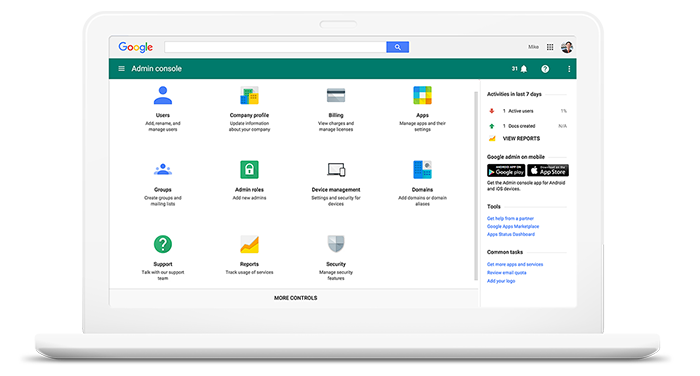 Google
Mike
Admin console
31
Users
Add, rename, and
manage users
Company profile
Update information
about your company
Billing
View charges and
manage licenses
Apps
Manage apps and their
settings
Groups
Create groups and
mailing lists
Admin roles
Add new admins
Device management
Settings and security for
devices
Domains
Add domains or domain
aliases
Support
Talk with our support
team
Reports
Track usage of services
Security
Manage security
features
MORE CONTROLS
Activities in last 7 days
1 Active users 1%
1 Docs created N/A
VIEW REPORTS
Google admin on mobile
ANDROID APP ON
Google play
Download on the
App Store
Get the Admin console app for Android
and iOS devices.
Tools
Get help from a partner
Google Apps Marketplace
Apps Status Dashboard
Common tasks
Get more apps and services
Review email quota
Add your logo